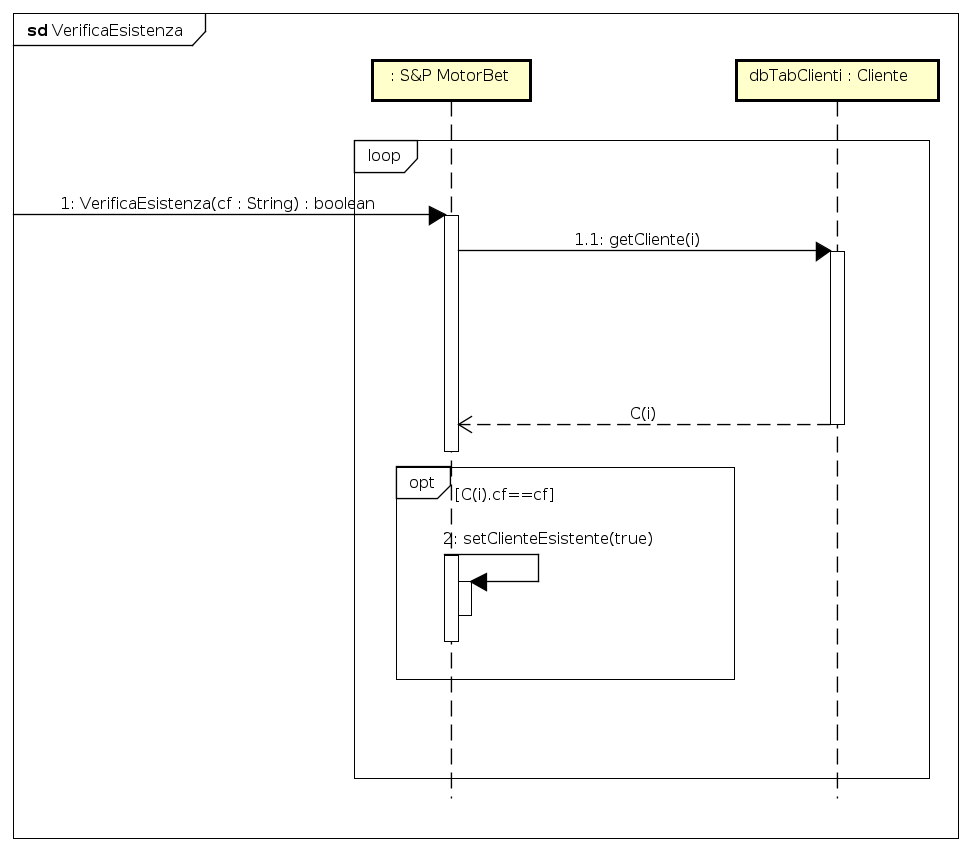 sd VerificaEsistenza
: S&P MotorBet
dbTabClienti : Cliente
loop
1: VerificaEsistenza(cf : String) : boolean
1.1: getCliente(i)
C(i)
opt
[C(i).cf==cf]
2: setClienteEsistente(true)